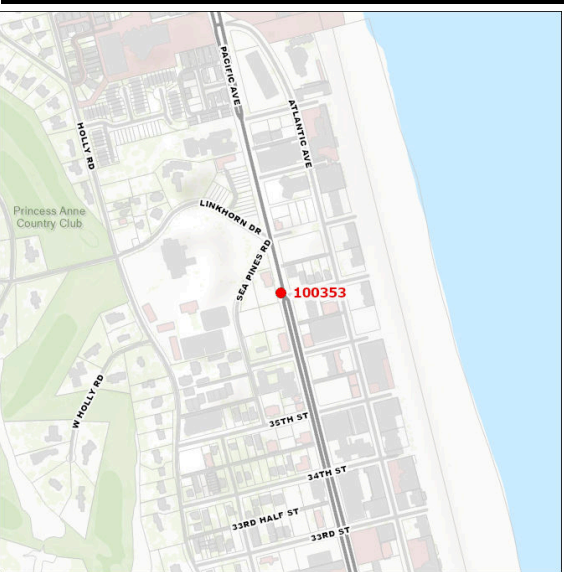 PACIFIC AVE
ATLANTIC AVE
HOLLY RD
Princess Anne
Country Club
LINKHORN DR
SEA PINES RD
100353
W HOLLY RD
35TH ST
34TH ST
33RD HALF ST
33RD ST